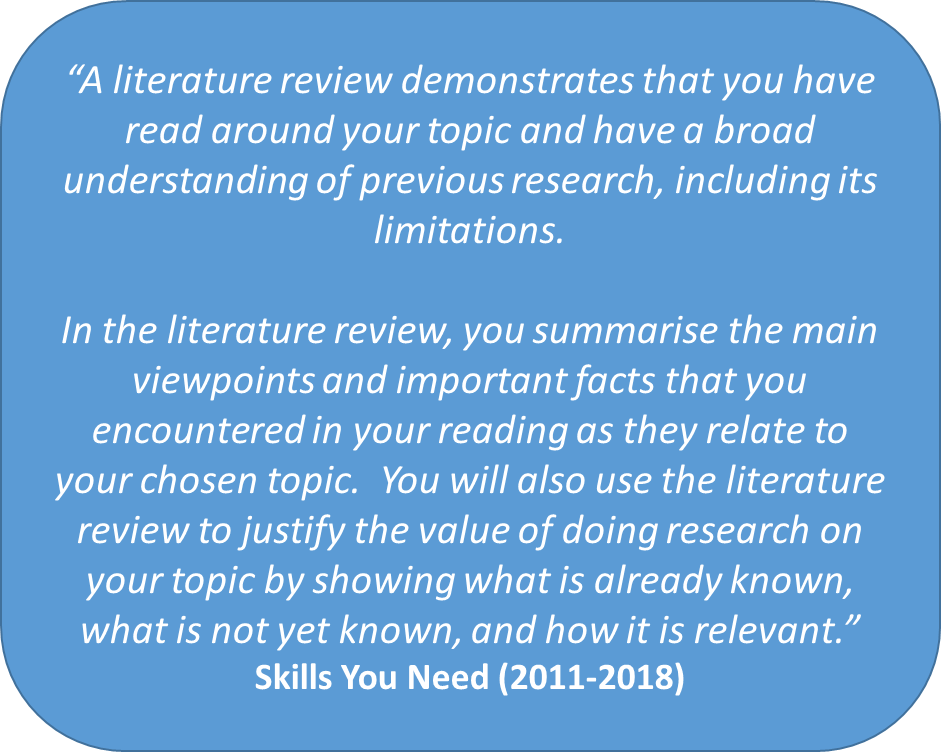 “A literature review demonstrates that you have
read around your topic and have a broad
understanding of previous research, including its
limitations.
In the literature review, you summarise the main
viewpoints and important facts that you
encountered in your reading as they relate to
your chosen topic.  You will also use the literature
review to justify the value of doing research on
your topic by showing what is already known,
what is not yet known, and how it is relevant.”
Skills You Need (2011-2018)